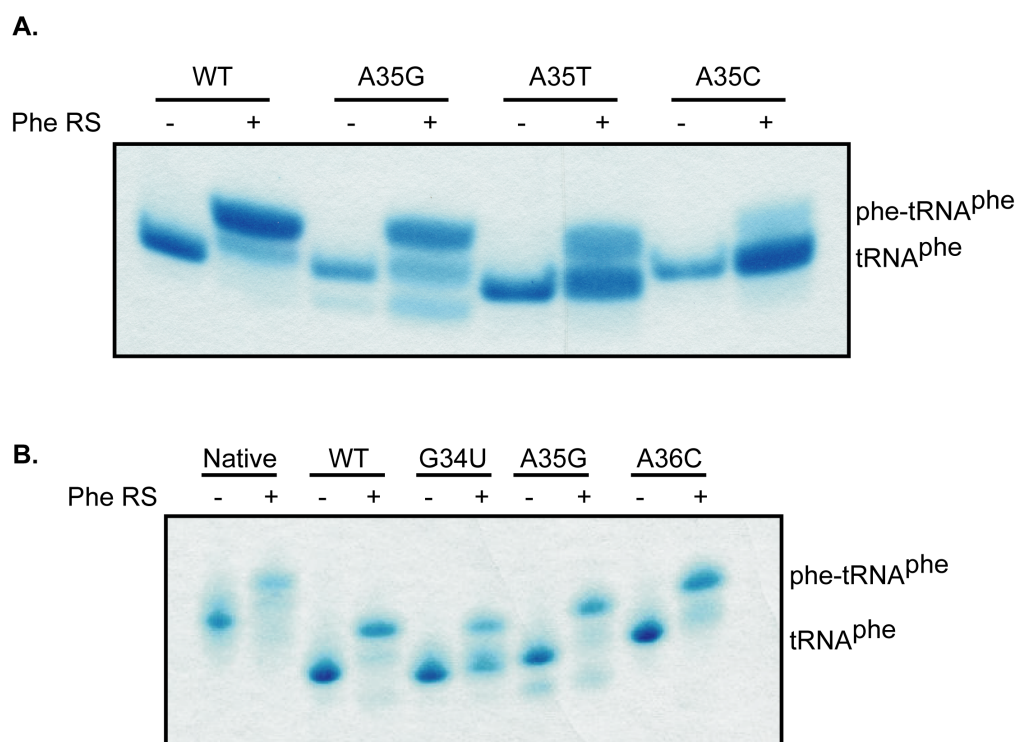 A.
WT A35G A35T A35C
Phe RS - + - + - + - +
phe-tRNAphe
tRNAphe
B.
Native WT G34U A35G A36C
Phe RS - + - + - + - + - +
phe-tRNAphe
tRNAphe